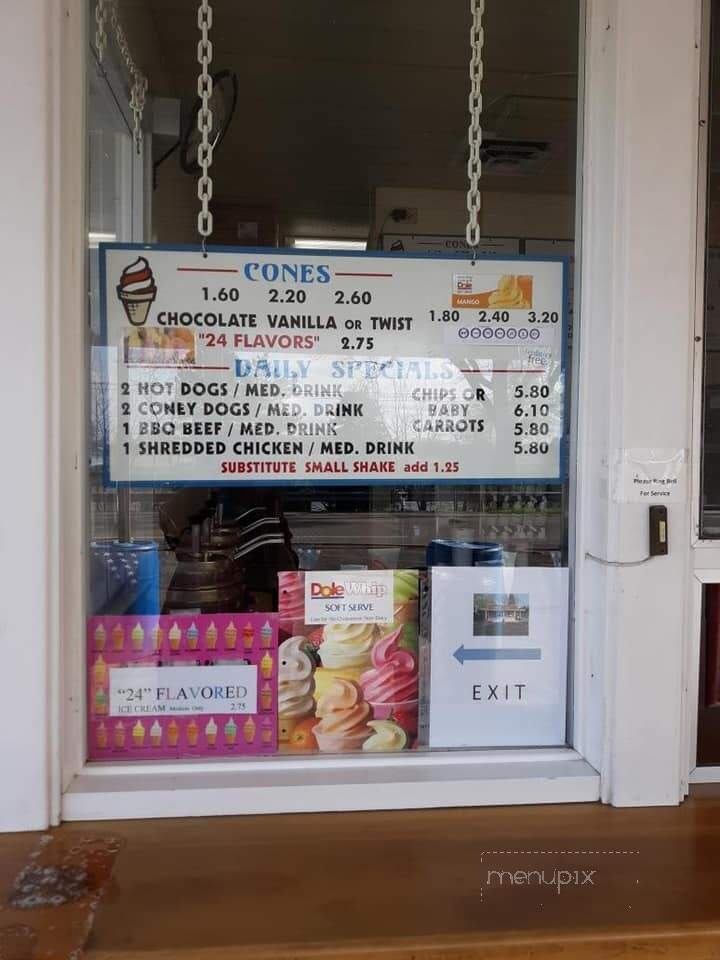 CONES
1.60 2.20 2.60
CHOCOLATE VANILLA OR TWIST
"24 FLAVORS" 2.75
Dole
MANGO
1.80 2.40 3.20
free
DAILY SPECIALS
2 HOT DOGS / MED. DRINK 5.80
2 CONEY DOGS / MED. DRINK 6.10
1 BBQ BEEF / MED. DRINK 5.80
1 SHREDDED CHICKEN / MED. DRINK 5.80
CHIPS OR
BABY
CARROTS
SUBSTITUTE SMALL SHAKE add 1.25
Please Ring Bell
For Service
Dole Whip
SOFT SERVE
"24" FLAVORED
ICE CREAM Medium Only 2.75
EXIT
menupix